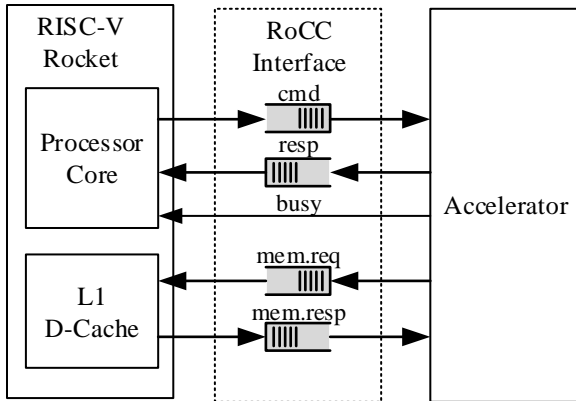 RISC-V
Rocket
RoCC
Interface
cmd
Processor
Core
resp
busy
Accelerator
mem.req
L1
D-Cache
mem.resp